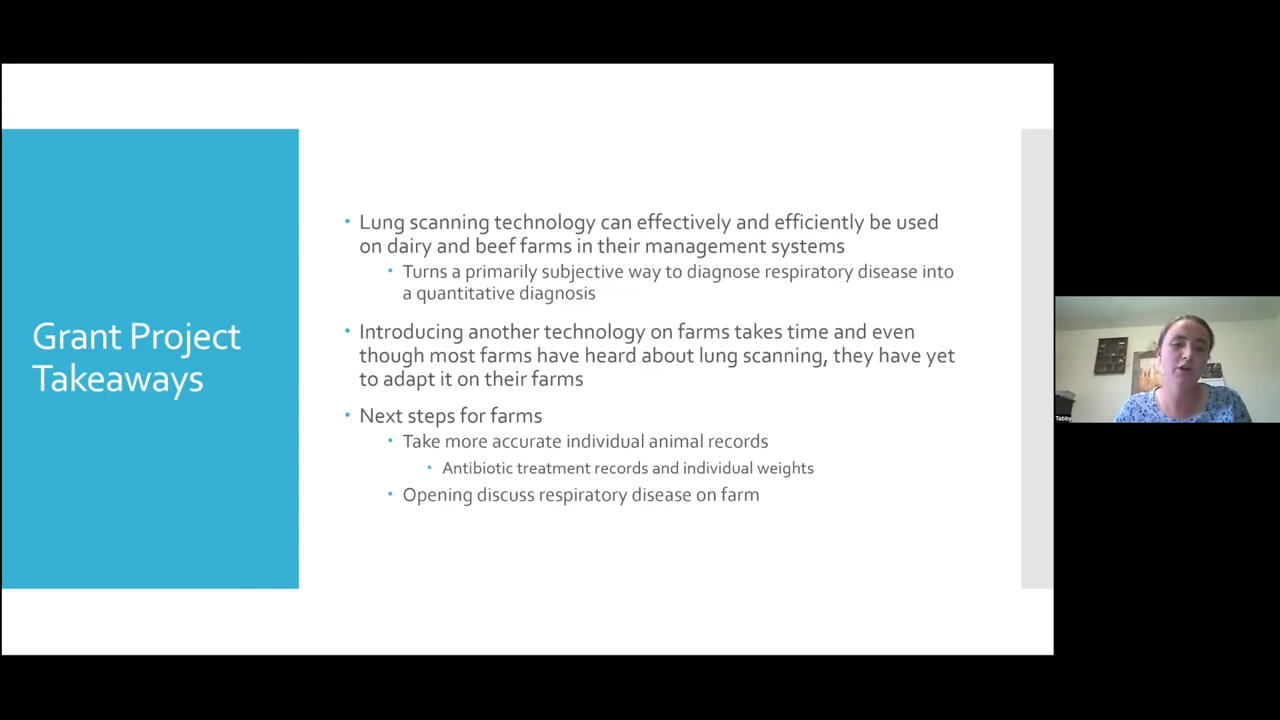 Grant Project
Takeaways
• Lung scanning technology can effectively and efficiently be used
on dairy and beef farms in their management systems
• Turns a primarily subjective way to diagnose respiratory disease into
a quantitative diagnosis
• Introducing another technology on farms takes time and even
though most farms have heard about lung scanning, they have yet
to adapt it on their farms
• Next steps for farms
• Take more accurate individual animal records
• Antibiotic treatment records and individual weights
• Opening discuss respiratory disease on farm
Tabby